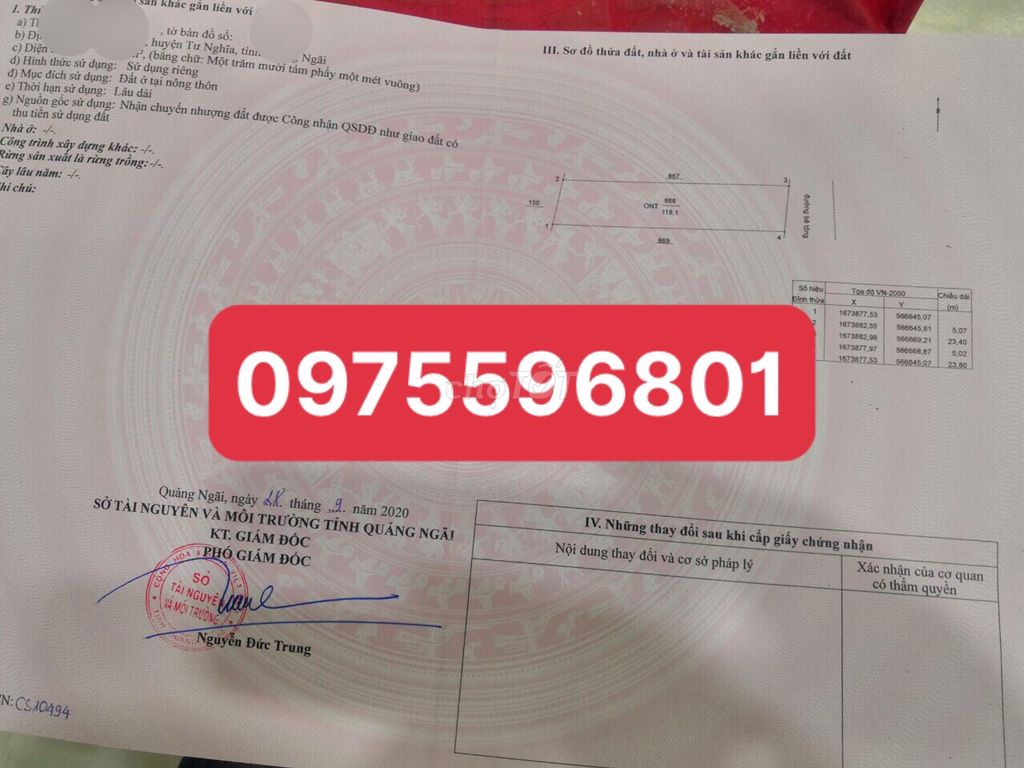 sản khác gắn liền với
, tờ bản đồ số:
, huyện Tư Nghĩa, tỉnh Ngãi
(bằng chữ: Một trăm mười tám phẩy một mét vuông)
d) Hình thức sử dụng: Sử dụng riêng
đ) Mục đích sử dụng: Đất ở tại nông thôn
e) Thời hạn sử dụng: Lâu dài
g) Nguồn gốc sử dụng: Nhận chuyển nhượng đất được Công nhận QSDĐ như giao đất có
thu tiền sử dụng đất
Nhà ở: -/-.
Công trình xây dựng khác: -/-.
Rừng sản xuất là rừng trồng: -/-.
Cây lâu năm: -/-.
Ghi chú:
III. Sơ đồ thửa đất, nhà ở và tài sản khác gắn liền với đất
2
867
3
150
ONT
868
118,1
1
869
4
đường bê tông
Số hiệu Đỉnh thửa
Tọa độ VN-2000
Chiều dài (m)
X Y
1 1673877,53 566645,07
5,07
2 1673882,55 566645,61
23,40
1673882,98 566669,21
5,02
1673877,97 566668,87
23,80
1673877,53 566645,07
0975596801
chợTỐT
Quảng Ngãi, ngày 28 tháng 9 năm 2020
SỞ TÀI NGUYÊN VÀ MÔI TRƯỜNG TỈNH QUẢNG NGÃI
KT. GIÁM ĐỐC
PHÓ GIÁM ĐỐC
SỞ
TÀI NGUYÊN
VÀ MÔI TRƯỜNG
Nguyễn Đức Trung
CS10494
IV. Những thay đổi sau khi cấp giấy chứng nhận
Nội dung thay đổi và cơ sở pháp lý
Xác nhận của cơ quan
có thẩm quyền